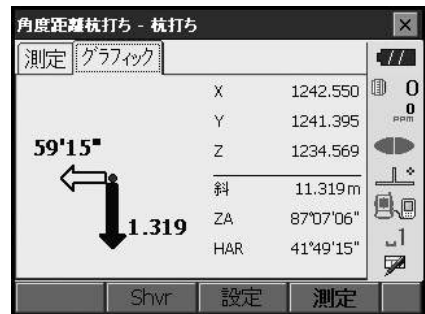 角度距離杭打ち - 杭打ち
測定 グラフィック
X 1242.550
0
Y 1241.395
0
PPM
59'15"
Z 1234.569
斜 11.319m
1.319
ZA 87°07'06"
HAR 41°49'15"
1
Shvr 設定 測定